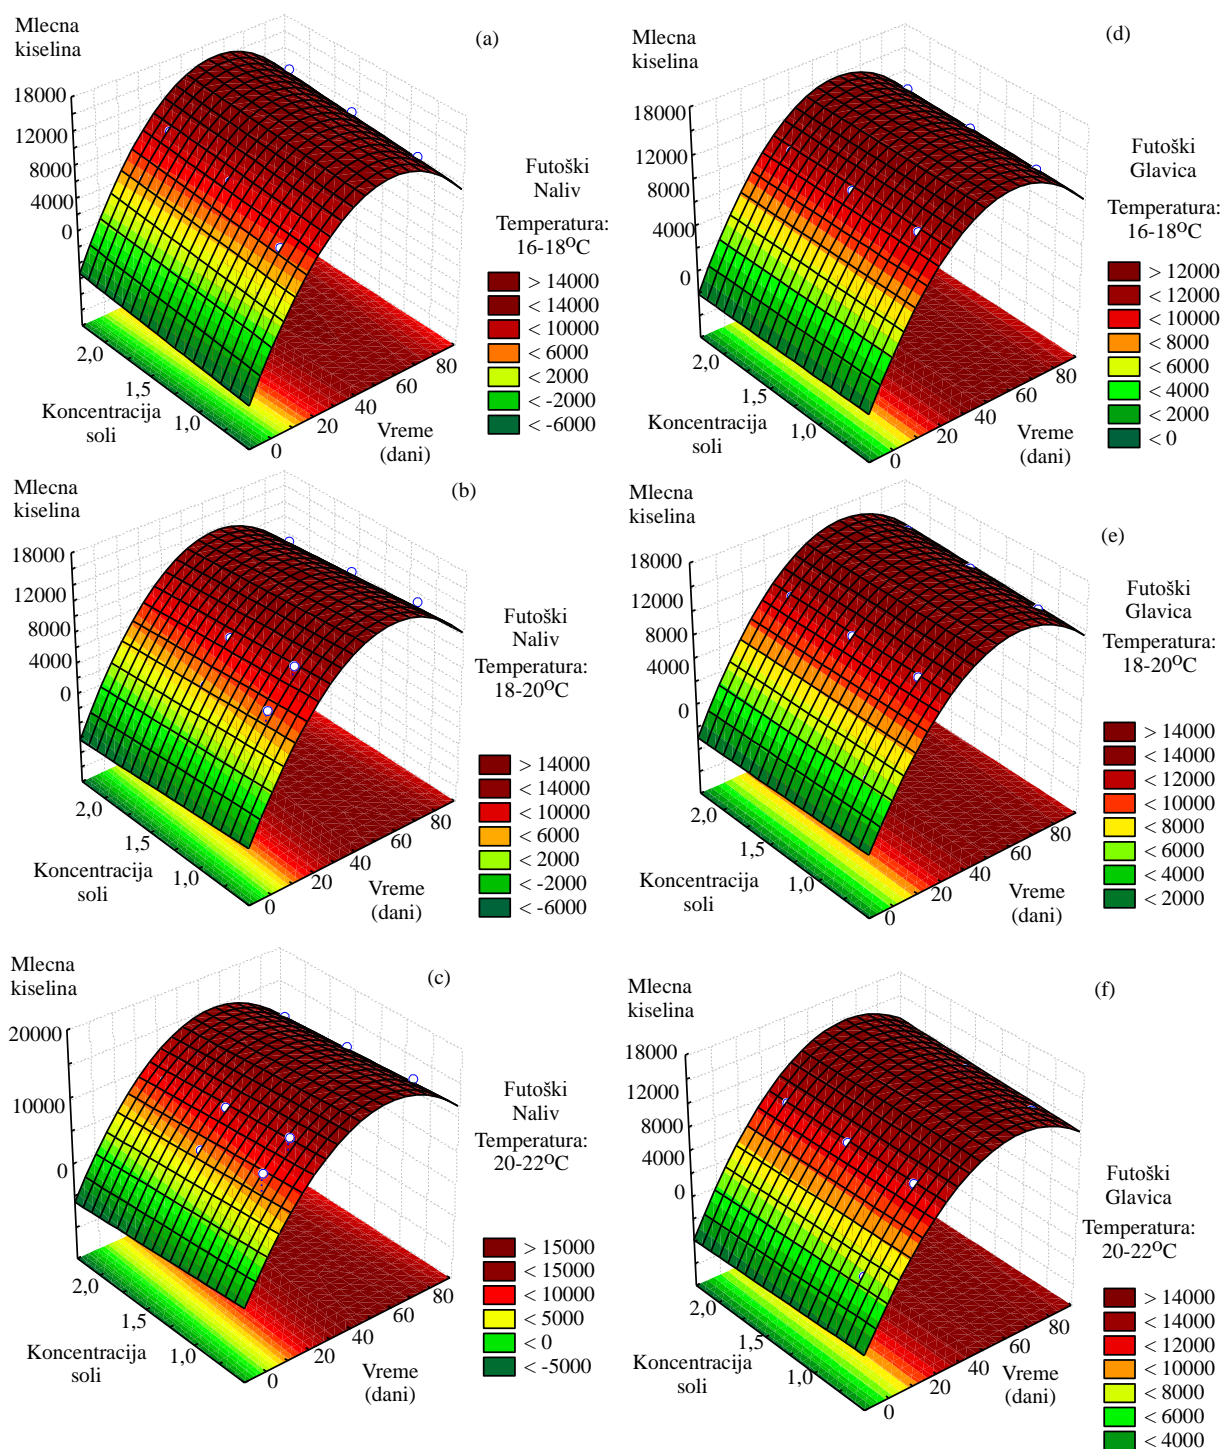 Mlecna
kiselina
(a)
18000
12000
8000
4000
0
2,0
1,5
1,0
Koncentracija
soli
0
20
40
60
80
Vreme
(dani)
Futoški
Naliv
Temperatura:
16-18OC
> 14000
< 14000
< 10000
< 6000
< 2000
< -2000
< -6000
Mlecna
kiselina
(d)
18000
12000
8000
4000
0
2,0
1,5
1,0
Koncentracija
soli
0
20
40
60
80
Vreme
(dani)
Futoški
Glavica
Temperatura:
16-18OC
> 12000
< 12000
< 10000
< 8000
< 6000
< 4000
< 2000
< 0
Mlecna
kiselina
(b)
18000
12000
8000
4000
0
2,0
1,5
1,0
Koncentracija
soli
0
20
40
60
80
Vreme
(dani)
Futoški
Naliv
Temperatura:
18-20OC
> 14000
< 14000
< 10000
< 6000
< 2000
< -2000
< -6000
Mlecna
kiselina
(e)
18000
12000
8000
4000
0
2,0
1,5
1,0
Koncentracija
soli
0
20
40
60
80
Vreme
(dani)
Futoški
Glavica
Temperatura:
18-20OC
> 14000
< 14000
< 12000
< 10000
< 8000
< 6000
< 4000
< 2000
Mlecna
kiselina
(c)
20000
10000
0
2,0
1,5
1,0
Koncentracija
soli
0
20
40
60
80
Vreme
(dani)
Futoški
Naliv
Temperatura:
20-22OC
> 15000
< 15000
< 10000
< 5000
< 0
< -5000
Mlecna
kiselina
(f)
18000
12000
8000
4000
0
2,0
1,5
1,0
Koncentracija
soli
0
20
40
60
80
Vreme
(dani)
Futoški
Glavica
Temperatura:
20-22OC
> 14000
< 14000
< 12000
< 10000
< 8000
< 6000
< 4000